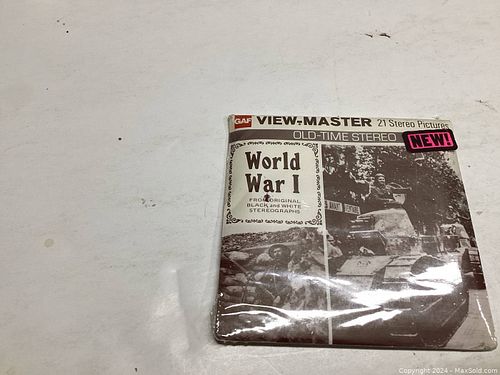 GAF VIEW-MASTER 21 Stereo Pictures
OLD-TIME STEREO NEW!
World
War I
FROM ORIGINAL
BLACK and WHITE
STEREOGRAPHS
Copyright 2024 - MaxSold.com